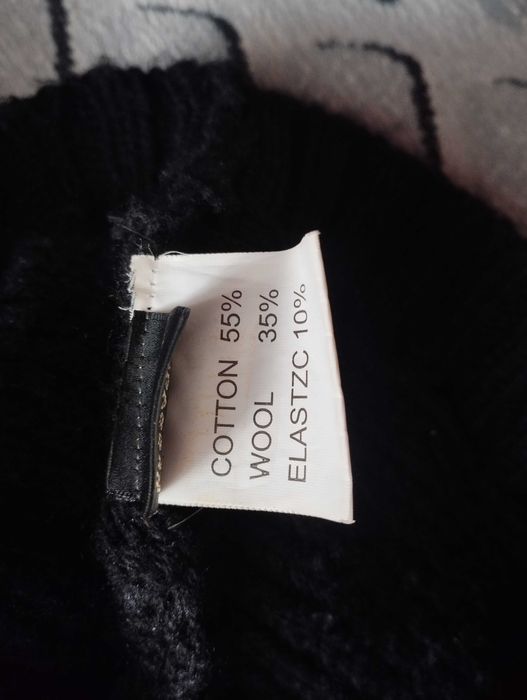 COTTON 55%
WOOL 35%
ELASTZC 10%